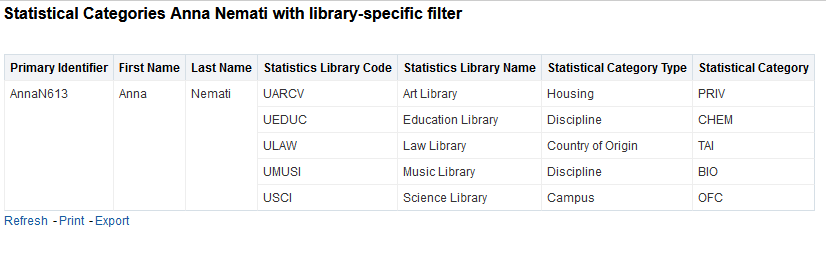 Statistical Categories Anna Nemati with library-specific filter
Primary Identifier First Name Last Name Statistics Library Code Statistics Library Name Statistical Category Type Statistical Category
AnnaN613 Anna Nemati UARCV Art Library Housing PRIV
UEDUC Education Library Discipline CHEM
ULAW Law Library Country of Origin TAI
UMUSI Music Library Discipline BIO
USCI Science Library Campus OFC
Refresh - Print - Export